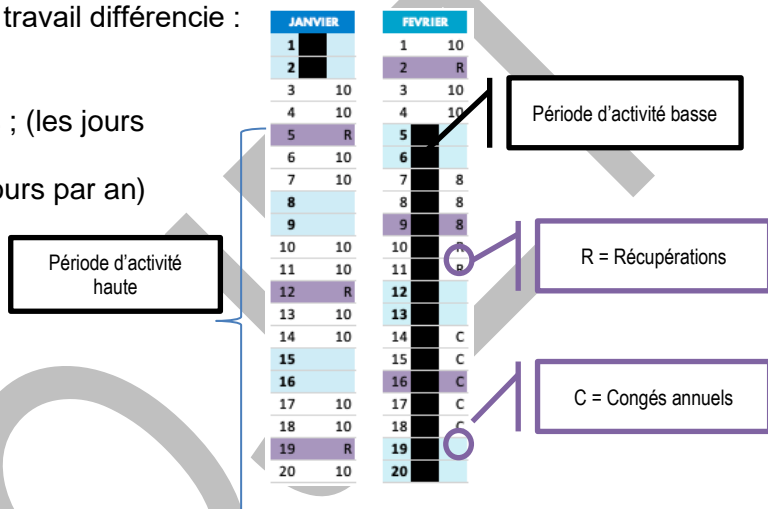 travail différencie :
; (les jours
ours par an)
JANVIER
1
2
3 10
4 10
5 R
6 10
7 10
8
9
10 10
11 10
12 R
13 10
14 10
15
16
17 10
18 10
19 R
20 10
FEVRIER
1 10
2 R
3 10
4 10
5
6
7 8
8 8
9 8
10 R
11 R
12
13
14 C
15 C
16 C
17 C
18 C
19
20
Période d'activité basse
Période d'activité
haute
R = Récupérations
C = Congés annuels